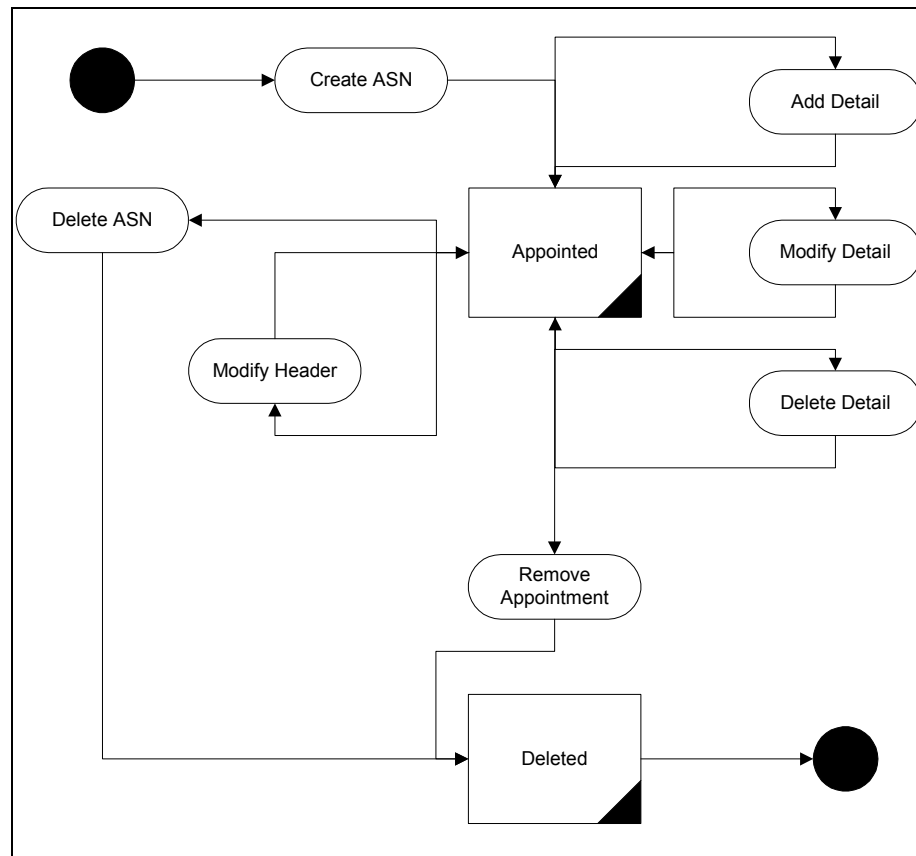 Create ASN
Add Detail
Delete ASN
Appointed
Modify Detail
Modify Header
Delete Detail
Remove
Appointment
Deleted